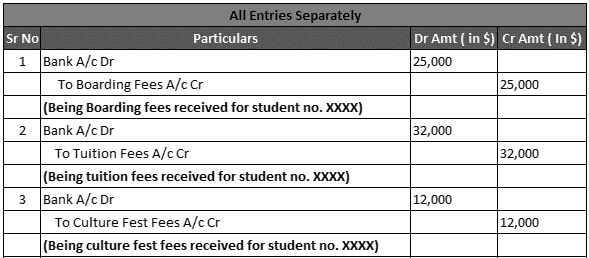 All Entries Separately
Sr No Particulars Dr Amt ( in $) Cr Amt ( In $)
1 Bank A/c Dr 25,000
To Boarding Fees A/c Cr 25,000
(Being Boarding fees received for student no. XXXX)
2 Bank A/c Dr 32,000
To Tuition Fees A/c Cr 32,000
(Being tuition fees received for student no. XXXX)
3 Bank A/c Dr 12,000
To Culture Fest Fees A/c Cr 12,000
(Being culture fest fees received for student no. XXXX)